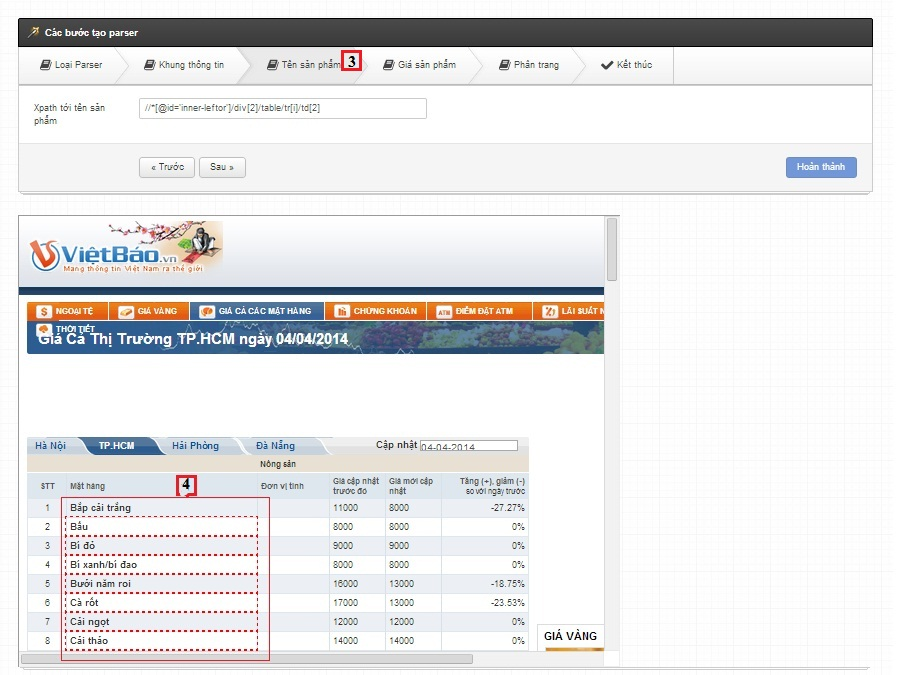 Các bước tạo parser
Loại Parser Khung thông tin Tên sản phẩm 3 Giá sản phẩm Phân trang Kết thúc
Xpath tới tên sản phẩm
//*[@id='inner-leftor']/div[2]/table/tr[i]/td[2]
« Trước Sau » Hoàn thành
VIỆTBÁO.vn
Mạng thông tin Việt Nam ra thế giới
NGOẠI TỆ GIÁ VÀNG GIÁ CẢ CÁC MẶT HÀNG CHỨNG KHOÁN ATM ĐIỂM ĐẶT ATM LÃI SUẤT N
THỜI TIẾT
Giá Cả Thị Trường TP.HCM ngày 04/04/2014
Hà Nội TP.HCM Hải Phòng Đà Nẵng Cập nhật 04-04-2014
Nông sản
STT Mặt hàng 4 Đơn vị tính Giá cập nhật trước đó Giá mới cập nhật Tăng (+), giảm (-) so với ngày trước
1 Bắp cải trắng 11000 8000 -27.27%
2 Bầu 8000 8000 0%
3 Bí đỏ 9000 9000 0%
4 Bí xanh/bí đao 8000 8000 0%
5 Bưởi năm roi 16000 13000 -18.75%
6 Cà rốt 17000 13000 -23.53%
7 Cải ngọt 12000 12000 0%
8 Cải thảo 14000 14000 0%
GIÁ VÀNG